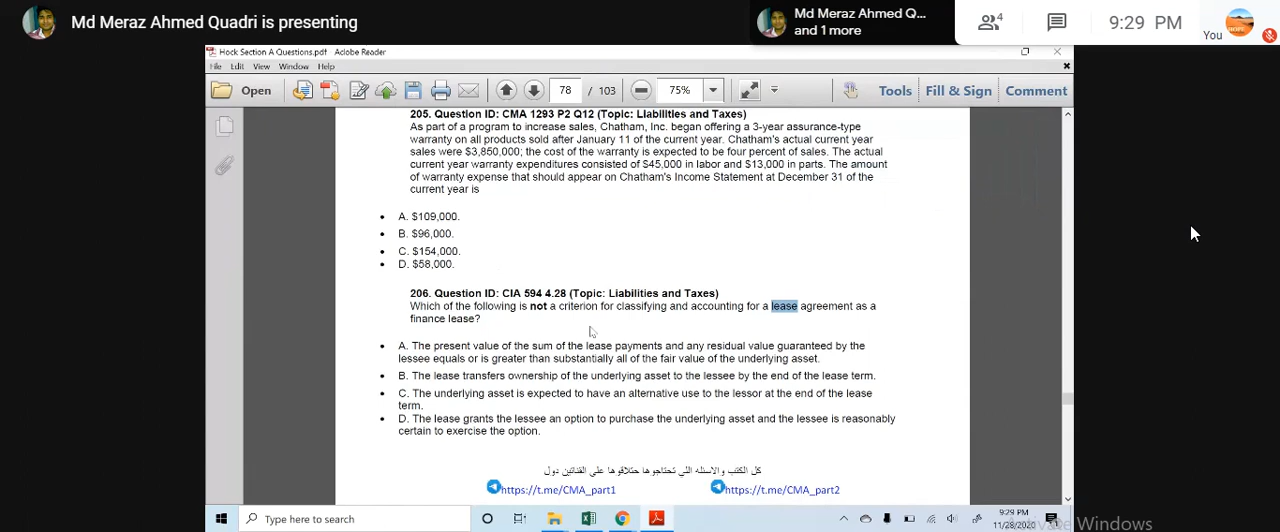 Md Meraz Ahmed Quadri is presenting
Md Meraz Ahmed Q...
and 1 more
4
9:29 PM
You
Hock Section A Questions.pdf - Adobe Reader
File Edit View Window Help
Open
78 / 103
75%
Tools Fill & Sign Comment
205. Question ID: CMA 1293 P2 Q12 (Topic: Liabilities and Taxes)
As part of a program to increase sales, Chatham, Inc. began offering a 3-year assurance-type
warranty on all products sold after January 11 of the current year. Chatham's actual current year
sales were $3,850,000; the cost of the warranty is expected to be four percent of sales. The actual
current year warranty expenditures consisted of $45,000 in labor and $13,000 in parts. The amount
of warranty expense that should appear on Chatham's Income Statement at December 31 of the
current year is
• A. $109,000.
• B. $96,000.
• C. $154,000.
• D. $58,000.
206. Question ID: CIA 594 4.28 (Topic: Liabilities and Taxes)
Which of the following is not a criterion for classifying and accounting for a lease agreement as a
finance lease?
• A. The present value of the sum of the lease payments and any residual value guaranteed by the
lessee equals or is greater than substantially all of the fair value of the underlying asset.
• B. The lease transfers ownership of the underlying asset to the lessee by the end of the lease term.
• C. The underlying asset is expected to have an alternative use to the lessor at the end of the lease
term.
• D. The lease grants the lessee an option to purchase the underlying asset and the lessee is reasonably
certain to exercise the option.
كل الكتب والاسئله اللى تحتاجوها حتلاقوها علي القناتين دول
https://t.me/CMA_part1 https://t.me/CMA_part2
Type here to search
9:29 PM
11/28/2020
Activate Windows